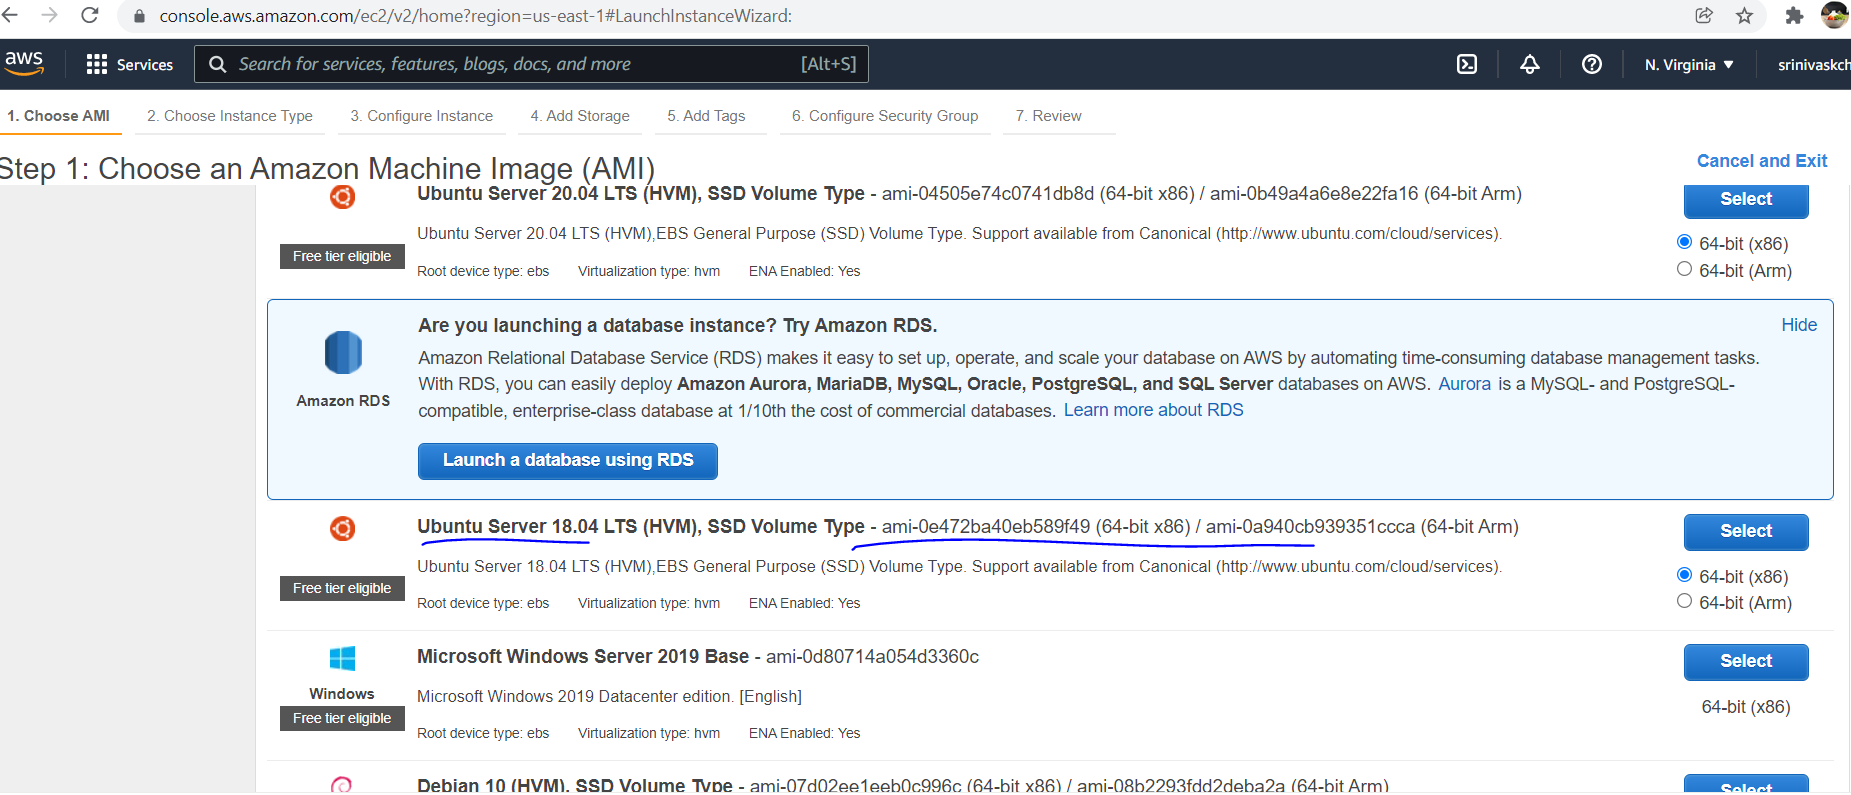 console.aws.amazon.com/ec2/v2/home?region=us-east-1#LaunchInstanceWizard:
aws Services Search for services, features, blogs, docs, and more [Alt+S] N. Virginia srinivaskch
1. Choose AMI 2. Choose Instance Type 3. Configure Instance 4. Add Storage 5. Add Tags 6. Configure Security Group 7. Review
Step 1: Choose an Amazon Machine Image (AMI) Cancel and Exit
Ubuntu Server 20.04 LTS (HVM), SSD Volume Type - ami-04505e74c0741db8d (64-bit x86) / ami-0b49a4a6e8e22fa16 (64-bit Arm) Select
Ubuntu Server 20.04 LTS (HVM),EBS General Purpose (SSD) Volume Type. Support available from Canonical (http://www.ubuntu.com/cloud/services). 64-bit (x86)
Free tier eligible
Root device type: ebs Virtualization type: hvm ENA Enabled: Yes 64-bit (Arm)
Are you launching a database instance? Try Amazon RDS. Hide
Amazon Relational Database Service (RDS) makes it easy to set up, operate, and scale your database on AWS by automating time-consuming database management tasks.
With RDS, you can easily deploy Amazon Aurora, MariaDB, MySQL, Oracle, PostgreSQL, and SQL Server databases on AWS. Aurora is a MySQL- and PostgreSQL-
Amazon RDS
compatible, enterprise-class database at 1/10th the cost of commercial databases. Learn more about RDS
Launch a database using RDS
Ubuntu Server 18.04 LTS (HVM), SSD Volume Type - ami-0e472ba40eb589f49 (64-bit x86) / ami-0a940cb939351ccca (64-bit Arm) Select
Ubuntu Server 18.04 LTS (HVM),EBS General Purpose (SSD) Volume Type. Support available from Canonical (http://www.ubuntu.com/cloud/services). 64-bit (x86)
Free tier eligible
Root device type: ebs Virtualization type: hvm ENA Enabled: Yes 64-bit (Arm)
Microsoft Windows Server 2019 Base - ami-0d80714a054d3360c Select
Windows Microsoft Windows 2019 Datacenter edition. [English] 64-bit (x86)
Free tier eligible
Root device type: ebs Virtualization type: hvm ENA Enabled: Yes
Debian 10 (HVM), SSD Volume Type - ami-07d02ee1eeb0c996c (64-bit x86) / ami-08b2293fdd2deba2a (64-bit Arm) Select